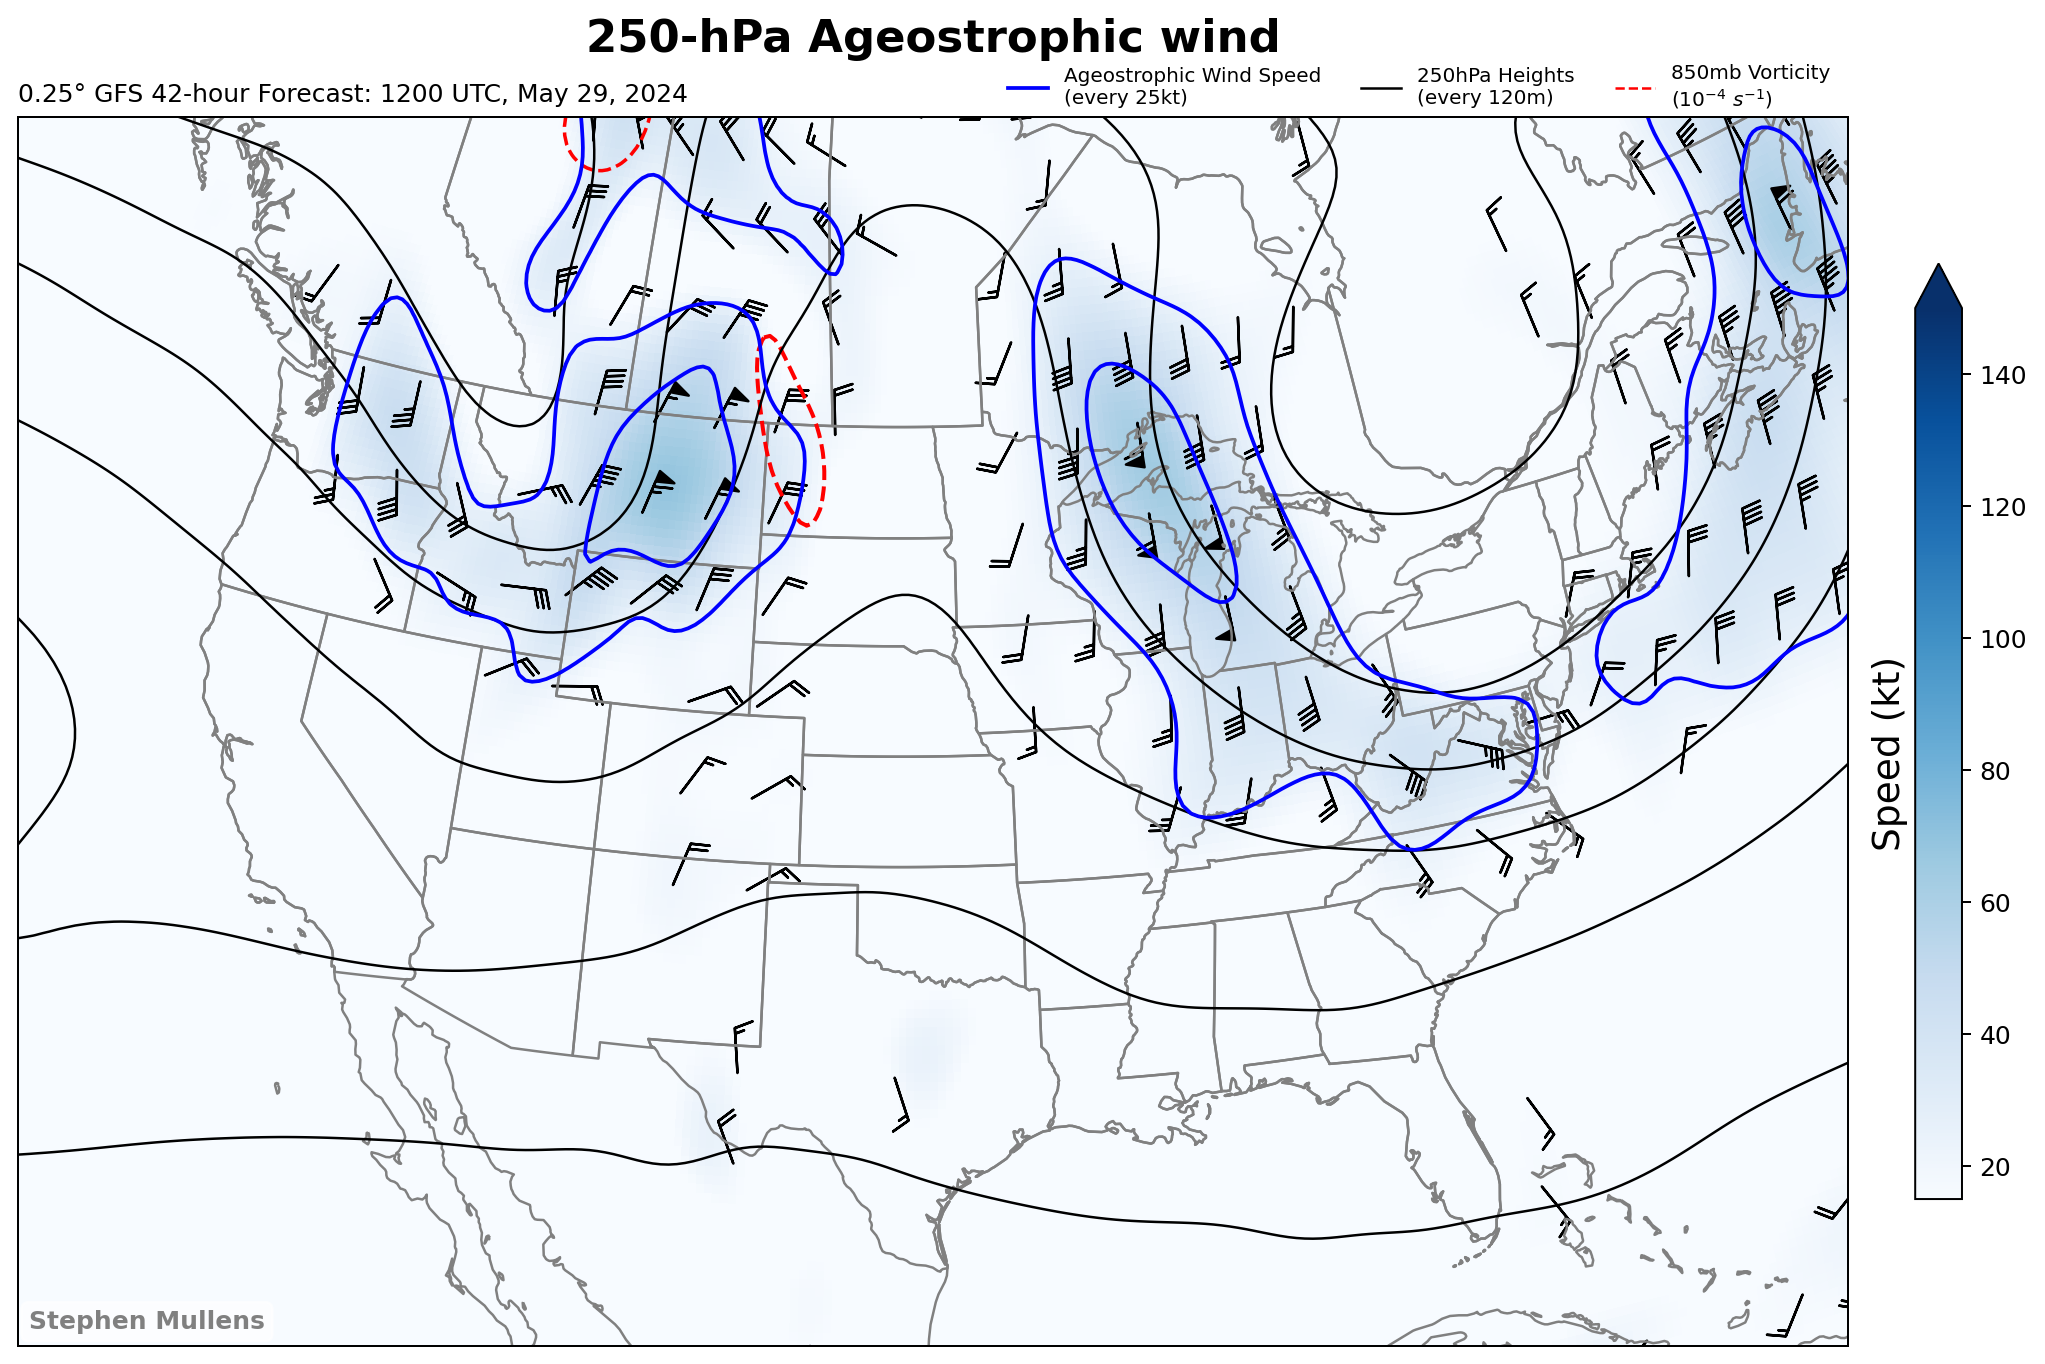 250-hPa Ageostrophic wind
0.25° GFS 42-hour Forecast: 1200 UTC, May 29, 2024
Ageostrophic Wind Speed
(every 25kt)
250hPa Heights
(every 120m)
850mb Vorticity
(10⁻⁴ s⁻¹)
140
120
100
80
60
40
20
Speed (kt)
Stephen Mullens